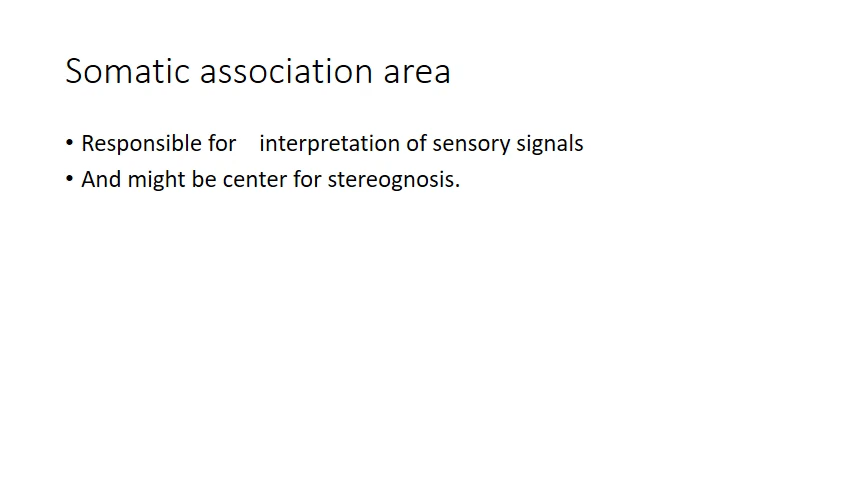 Somatic association area
• Responsible for    interpretation of sensory signals
• And might be center for stereognosis.